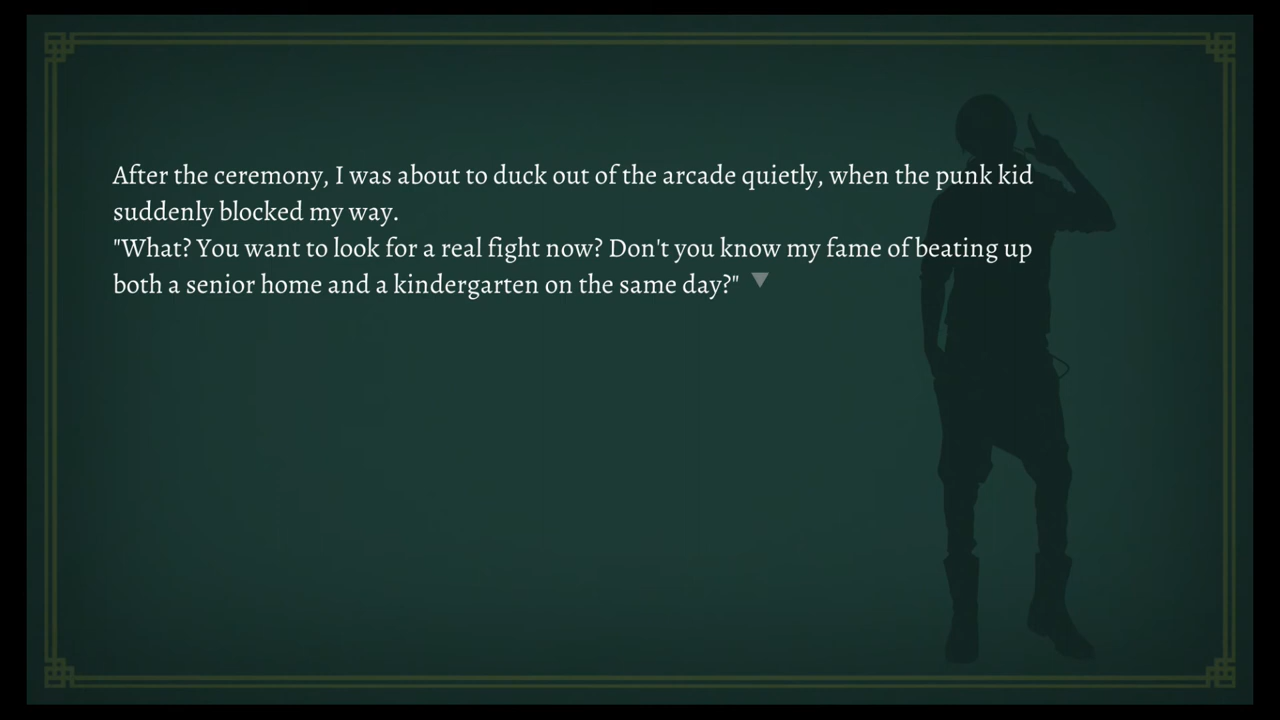 After the ceremony, I was about to duck out of the arcade quietly, when the punk kid
suddenly blocked my way.
"What? You want to look for a real fight now? Don't you know my fame of beating up
both a senior home and a kindergarten on the same day?"